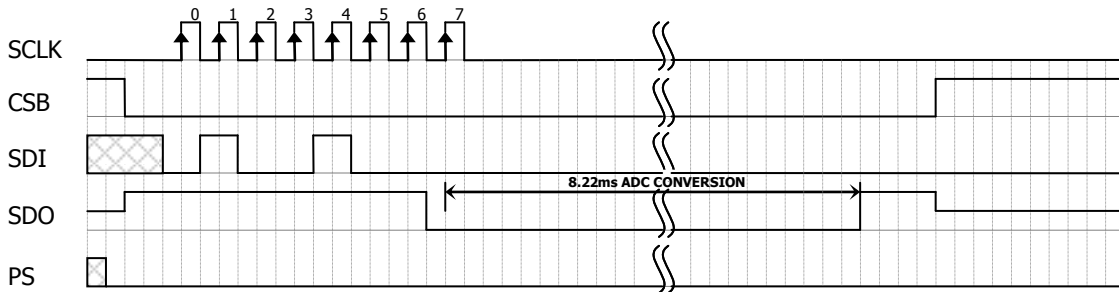 0 1 2 3 4 5 6 7
SCLK
CSB
SDI
8.22ms ADC CONVERSION
SDO
PS